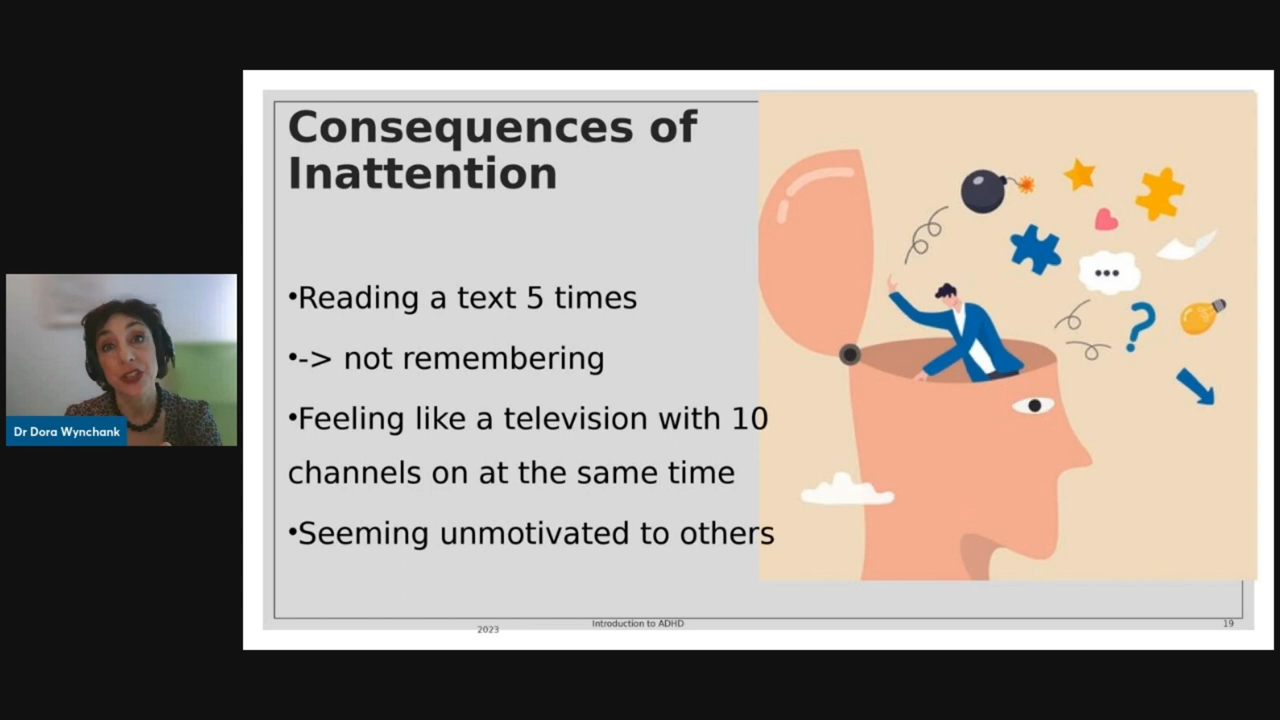 Consequences of
Inattention
•Reading a text 5 times
•-> not remembering
•Feeling like a television with 10
channels on at the same time
•Seeming unmotivated to others
Dr Dora Wynchank
2023
Introduction to ADHD
19